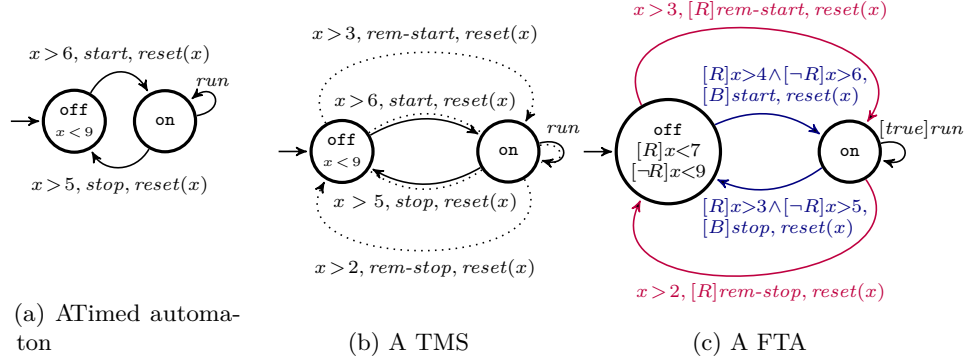 x>6, start, reset(x)
off
x<9
on
run
x>5, stop, reset(x)
(a) ATimed automa-
ton
x>3, rem-start, reset(x)
x>6, start, reset(x)
off
x<9
on
run
x>5, stop, reset(x)
x>2, rem-stop, reset(x)
(b) A TMS
x>3, [R]rem-start, reset(x)
[R]x>4∧[¬R]x>6,
[B]start, reset(x)
off
[R]x<7
[¬R]x<9
on
[true]run
[R]x>3∧[¬R]x>5,
[B]stop, reset(x)
x>2, [R]rem-stop, reset(x)
(c) A FTA